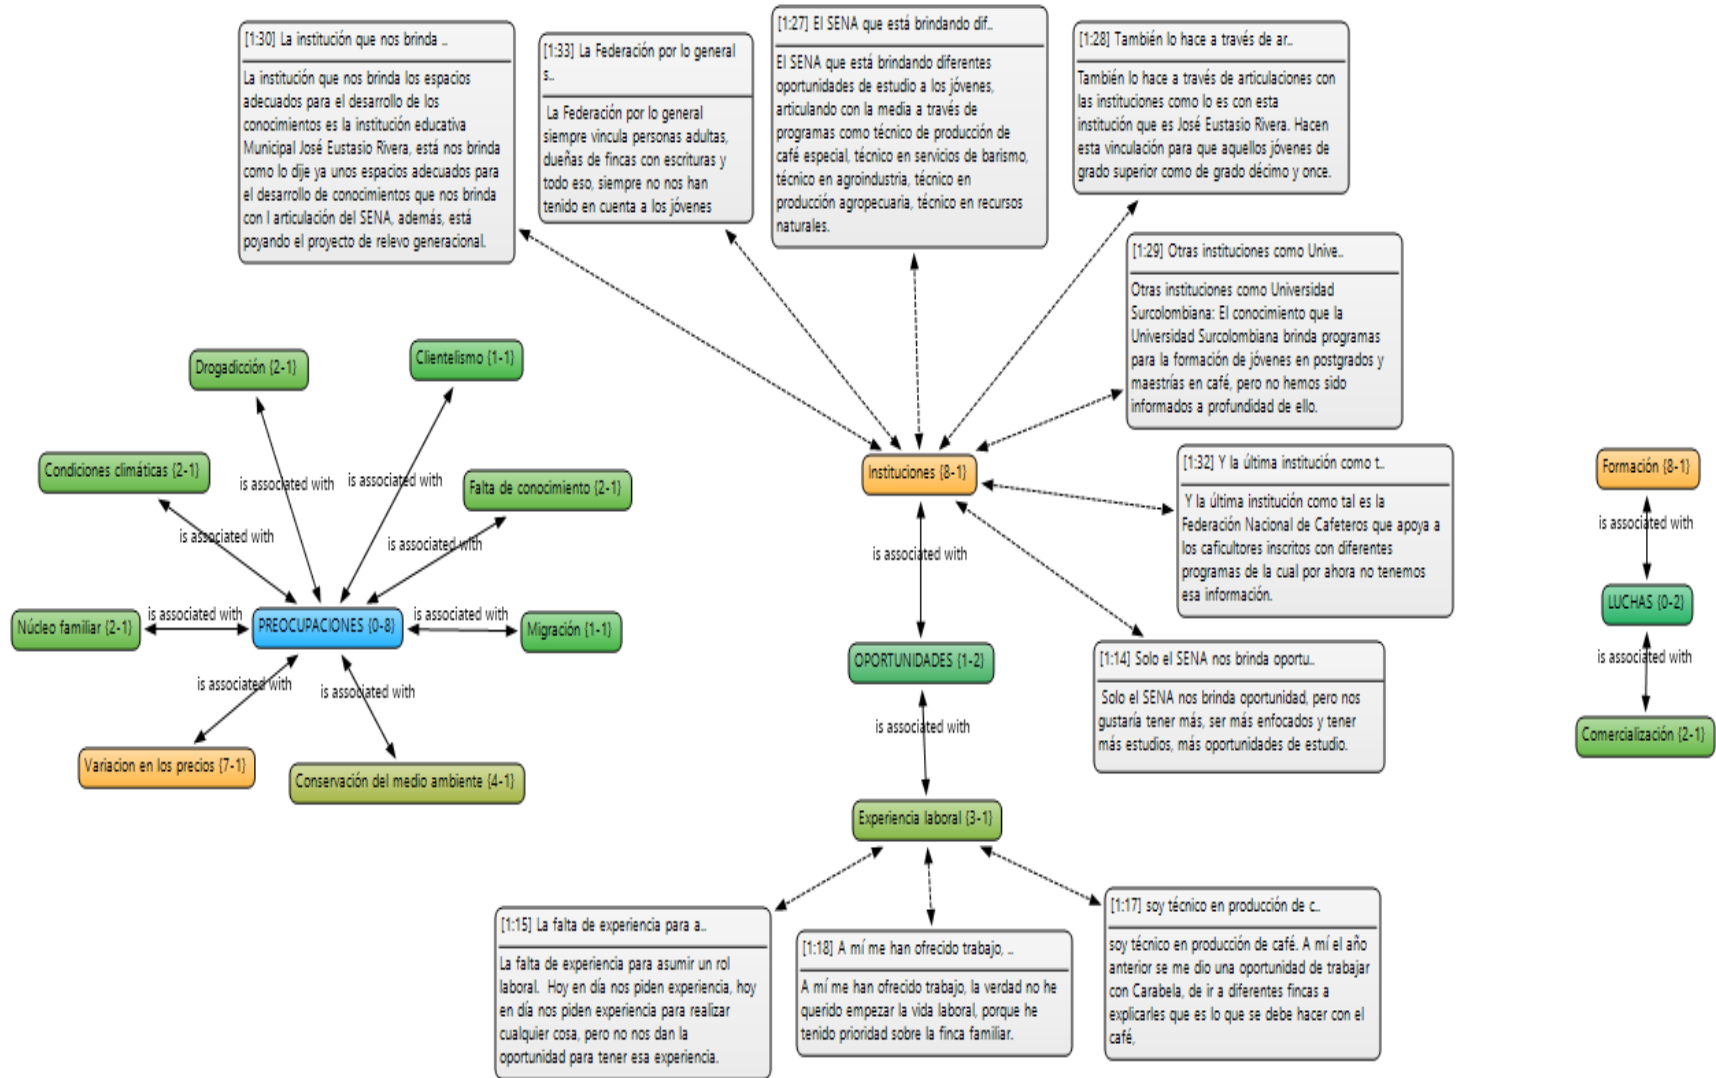 [1:30] La institución que nos brinda ..
La institución que nos brinda los espacios
adecuados para el desarrollo de los
conocimientos es la institución educativa
Municipal José Eustasio Rivera, está nos brinda
como lo dije ya unos espacios adecuados para
el desarrollo de conocimientos que nos brinda
con l articulación del SENA, además, está
poyando el proyecto de relevo generacional.
[1:33] La Federación por lo general
s..
La Federación por lo general
siempre vincula personas adultas,
dueñas de fincas con escrituras y
todo eso, siempre no nos han
tenido en cuenta a los jóvenes
[1:27] El SENA que está brindando dif..
El SENA que está brindando diferentes
oportunidades de estudio a los jóvenes,
articulando con la media a través de
programas como técnico de producción de
café especial, técnico en servicios de barismo,
técnico en agroindustria, técnico en
producción agropecuaria, técnico en recursos
naturales.
[1:28] También lo hace a través de ar..
También lo hace a través de articulaciones con
las instituciones como lo es con esta
institución que es José Eustasio Rivera. Hacen
esta vinculación para que aquellos jóvenes de
grado superior como de grado décimo y once.
[1:29] Otras instituciones como Unive..
Otras instituciones como Universidad
Surcolombiana: El conocimiento que la
Universidad Surcolombiana brinda programas
para la formación de jóvenes en postgrados y
maestrías en café, pero no hemos sido
informados a profundidad de ello.
Drogadicción {2-1}
Clientelismo {1-1}
Condiciones climáticas {2-1}
is associated with
is associated with
Falta de conocimiento {2-1}
is associated with
is associated with
Núcleo familiar {2-1}
is associated with
PREOCUPACIONES {0-8}
is associated with
Migración {1-1}
is associated with
is associated with
Variacion en los precios {7-1}
Conservación del medio ambiente {4-1}
Instituciones {8-1}
is associated with
OPORTUNIDADES {1-2}
is associated with
Experiencia laboral {3-1}
[1:32] Y la última institución como t..
Y la última institución como tal es la
Federación Nacional de Cafeteros que apoya a
los caficultores inscritos con diferentes
programas de la cual por ahora no tenemos
esa información.
[1:14] Solo el SENA nos brinda oportu..
Solo el SENA nos brinda oportunidad, pero nos
gustaría tener más, ser más enfocados y tener
más estudios, más oportunidades de estudio.
Formación {8-1}
is associated with
LUCHAS {0-2}
is associated with
Comercialización {2-1}
[1:15] La falta de experiencia para a..
La falta de experiencia para asumir un rol
laboral.  Hoy en día nos piden experiencia, hoy
en día nos piden experiencia para realizar
cualquier cosa, pero no nos dan la
oportunidad para tener esa experiencia.
[1:18] A mí me han ofrecido trabajo, ..
A mí me han ofrecido trabajo, la verdad no he
querido empezar la vida laboral, porque he
tenido prioridad sobre la finca familiar.
[1:17] soy técnico en producción de c..
soy técnico en producción de café. A mí el año
anterior se me dio una oportunidad de trabajar
con Carabela, de ir a diferentes fincas a
explicarles que es lo que se debe hacer con el
café,